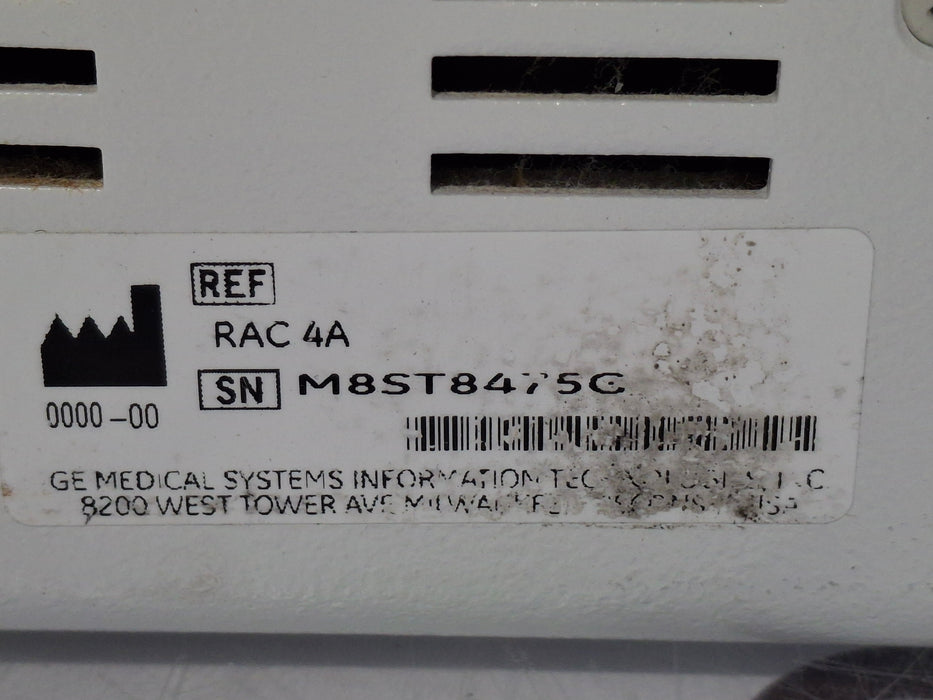 REF
RAC 4A
SN M8ST8475G
0000-00
GE MEDICAL SYSTEMS INFORMATION
8200 WEST TOWER AVE